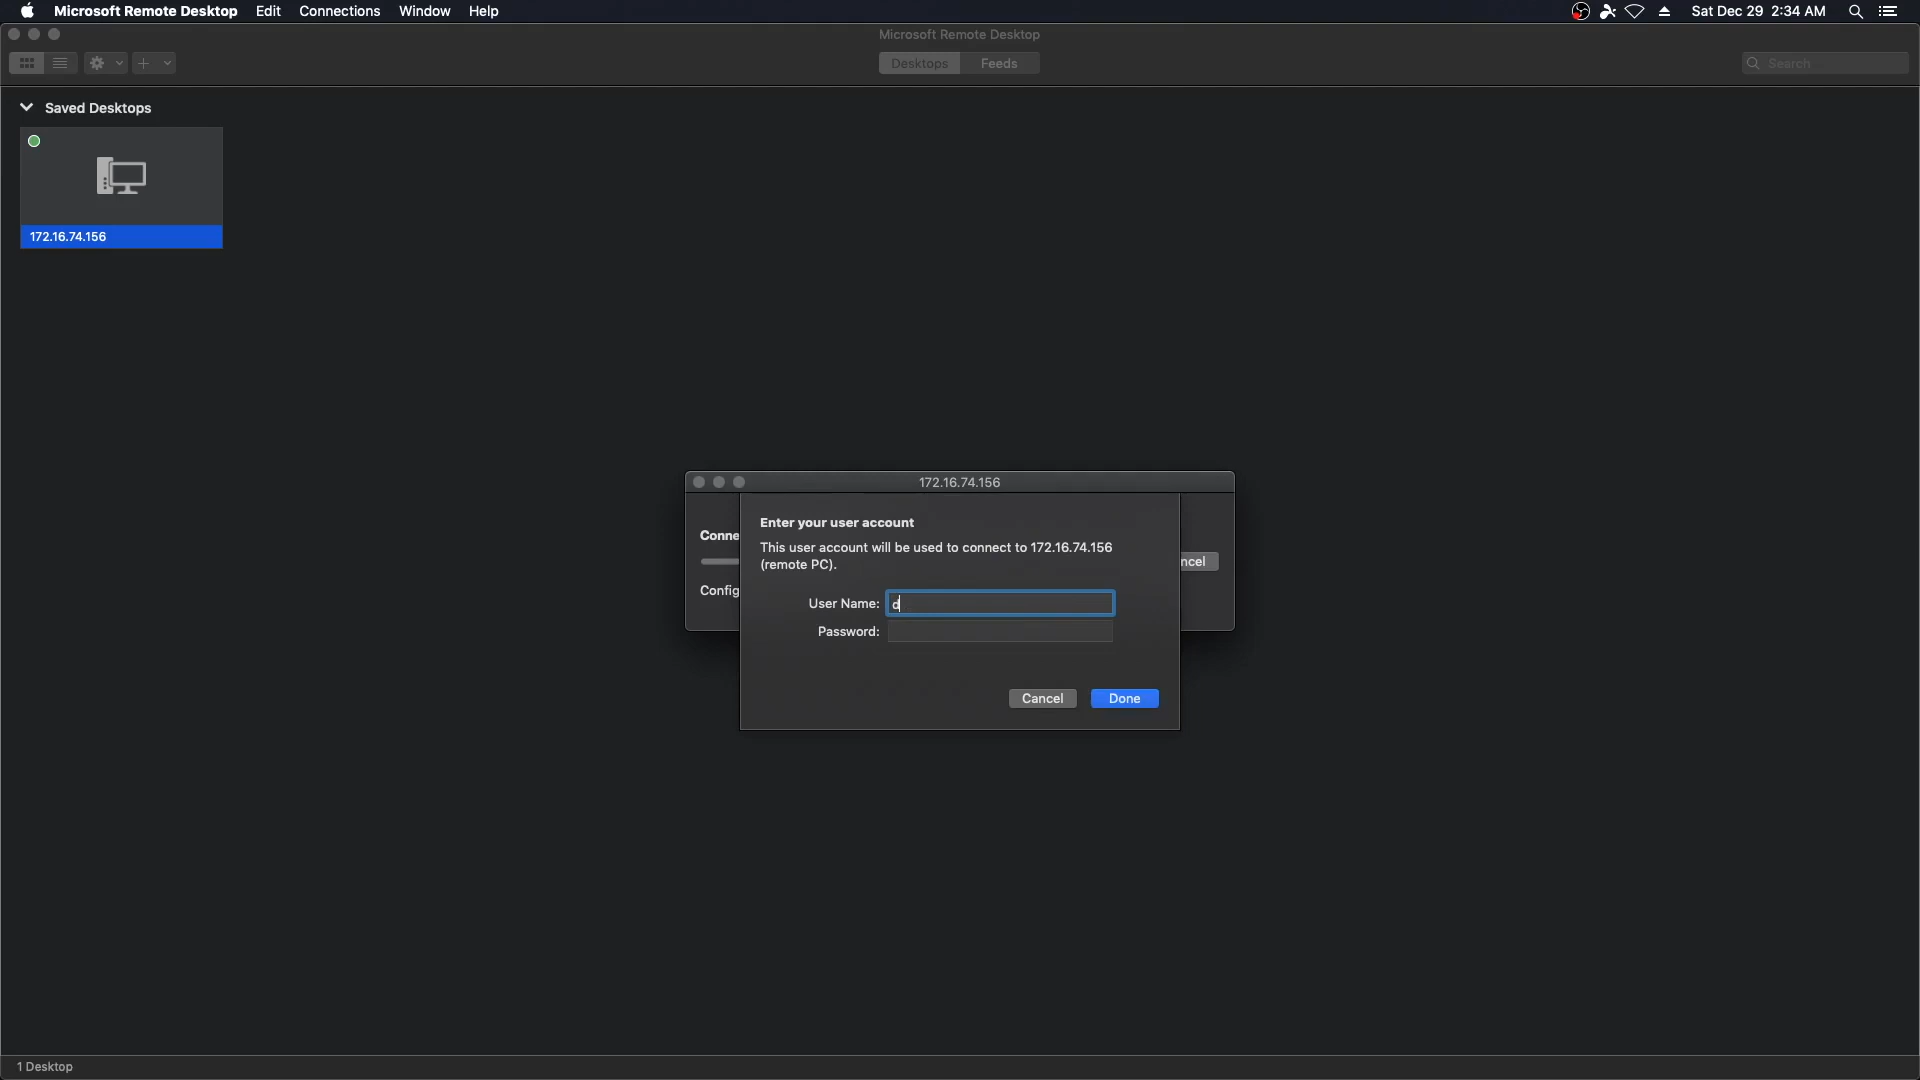 Microsoft Remote Desktop Edit Connections Window Help Sat Dec 29 2:34 AM
Microsoft Remote Desktop
Desktops Feeds Search
Saved Desktops
172.16.74.156
172.16.74.156
Enter your user account
Conne
This user account will be used to connect to 172.16.74.156
(remote PC).
ncel
Config
User Name: d
Password:
Cancel Done
1 Desktop